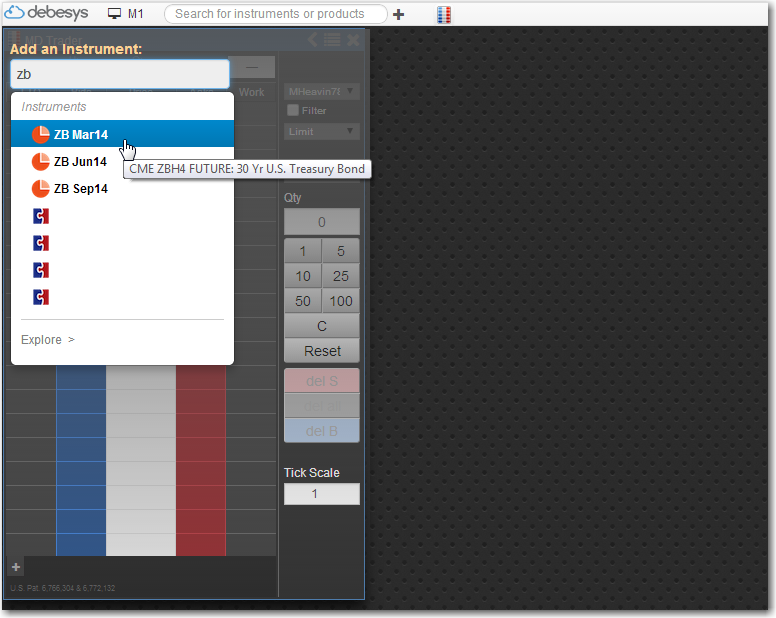 debesys
M1
Search for instruments or products
MD Trader
Add an Instrument:
zb
Work
Instruments
ZB Mar14
ZB Jun14
ZB Sep14
Explore >
CME ZBH4 FUTURE: 30 Yr U.S. Treasury Bond
Filter
Limit
Qty
0
1 5
10 25
50 100
C
Reset
del S
del B
Tick Scale
1
+
U.S. Pat. 6,766,304 & 6,772,132